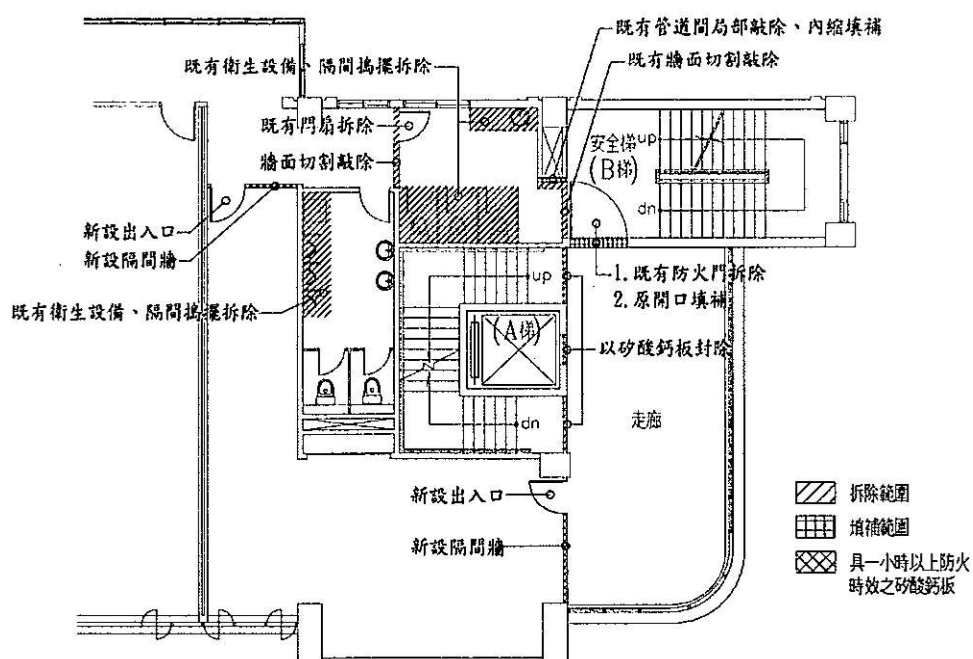 既有管道間局部敲除、內縮填補
既有牆面切割敲除
既有衛生設備、隔間搗擺拆除
既有門扇拆除
牆面切割敲除
安全梯
(B梯)
up
dn
新設出入口
新設隔間牆
既有衛生設備、隔間搗擺拆除
1.既有防火門拆除
2.原開口填補
up
(A梯)
以矽酸鈣板封除
dn
走廊
新設出入口
新設隔間牆
拆除範圍
填補範圍
具一小時以上防火
時效之矽酸鈣板